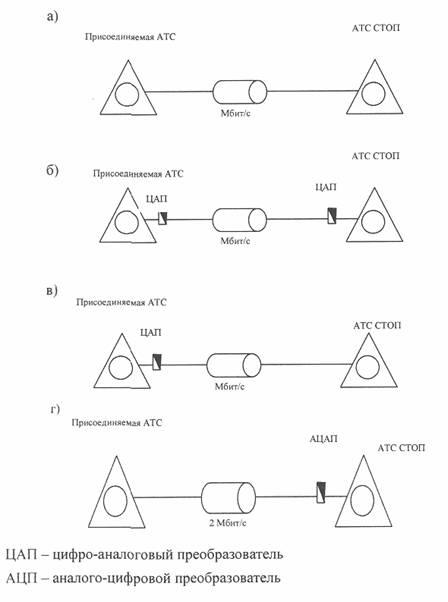 а)
АТС СТОП
Присоединяемая АТС
Мбит/с
АТС СТОП
б)
Присоединяемая АТС
ЦАП
ЦАП
Мбит/с
в)
Присоединяемая АТС
АТС СТОП
ЦАП
Мбит/с
г)
Присоединяемая АТС
АЦАП
АТС СТОП
2 Мбит/с
ЦАП – цифро-аналоговый преобразователь
АЦП – аналого-цифровой преобразователь